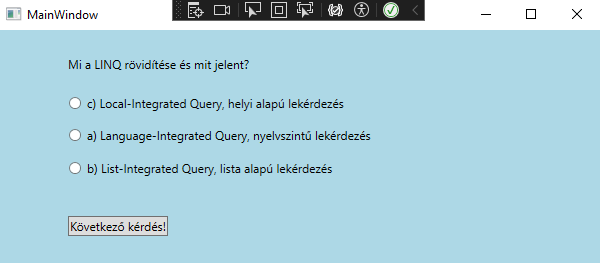 MainWindow
Mi a LINQ rövidítése és mit jelent?
c) Local-Integrated Query, helyi alapú lekérdezés
a) Language-Integrated Query, nyelvszintű lekérdezés
b) List-Integrated Query, lista alapú lekérdezés
Következő kérdés!